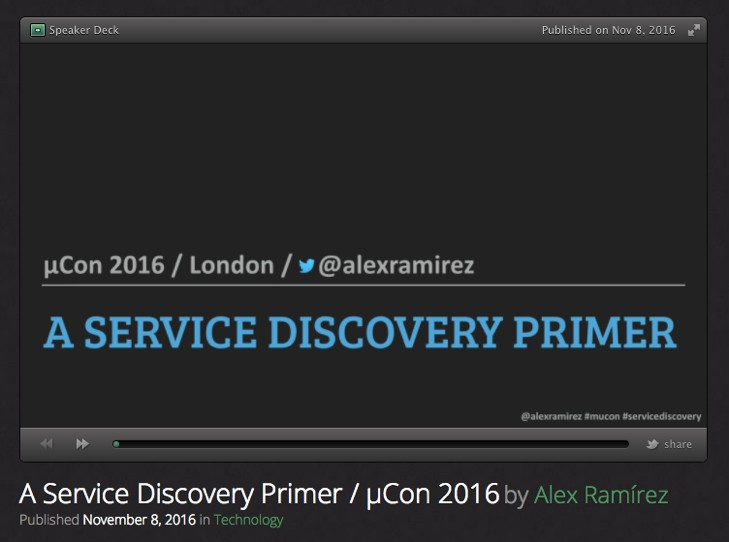 Speaker Deck
Published on Nov 8, 2016
µCon 2016 / London / @alexramirez
A SERVICE DISCOVERY PRIMER
@alexramirez #mucon #servicediscovery
share
A Service Discovery Primer / µCon 2016 by Alex Ramírez
Published November 8, 2016 in Technology